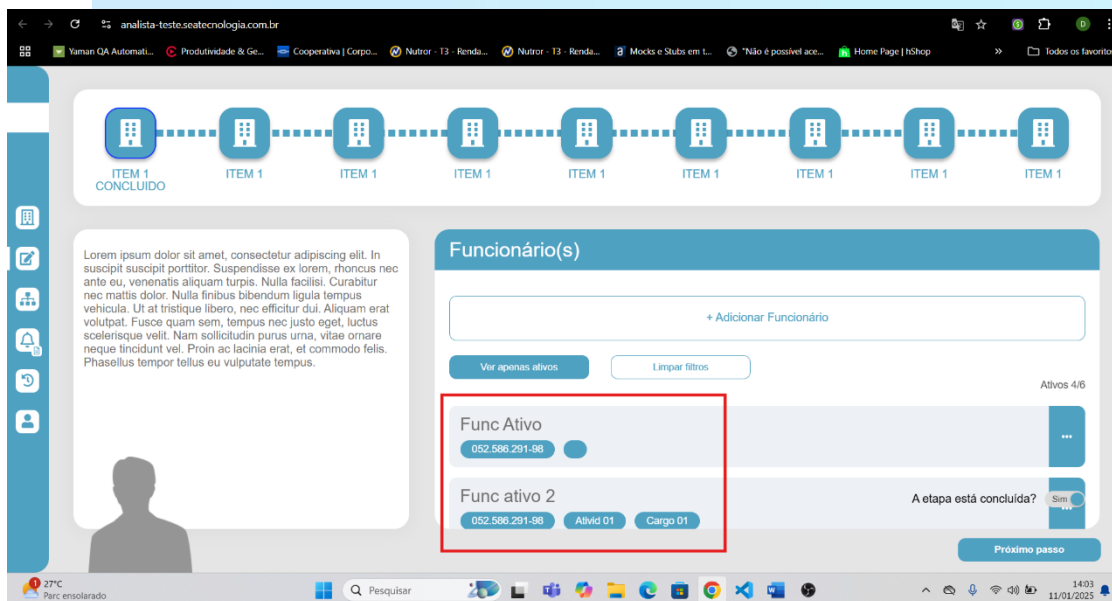 analista-teste.seatecnologia.com.br
Yaman QA Automati... Produtividade & Ge... Cooperativa | Corpo... Nutror - T3 - Renda... Nutror - T3 - Renda... Mocks e Stubs em t... "Não é possível ace... Home Page | hShop » Todos os favorito
ITEM 1 ITEM 1 ITEM 1 ITEM 1 ITEM 1 ITEM 1 ITEM 1 ITEM 1 ITEM 1
CONCLUIDO
Lorem ipsum dolor sit amet, consectetur adipiscing elit. In
suscipit suscipit porttitor. Suspendisse ex lorem, rhoncus nec
ante eu, venenatis aliquam turpis. Nulla facilisi. Curabitur
nec mattis dolor. Nulla finibus bibendum ligula tempus
vehicula. Ut at tristique libero, nec efficitur dui. Aliquam erat
volutpat. Fusce quam sem, tempus nec justo eget, luctus
scelerisque velit. Nam sollicitudin purus urna, vitae ornare
neque tincidunt vel. Proin ac lacinia erat, et commodo felis.
Phasellus tempor tellus eu vulputate tempus.
Funcionário(s)
+ Adicionar Funcionário
Ver apenas ativos Limpar filtros
Ativos 4/6
Func Ativo
052.586.291-98
Func ativo 2
052.586.291-98 Ativid 01 Cargo 01
A etapa está concluída? Sim
Próximo passo
1 27°C
Parc ensolarado
Pesquisar
14:03
11/01/2025